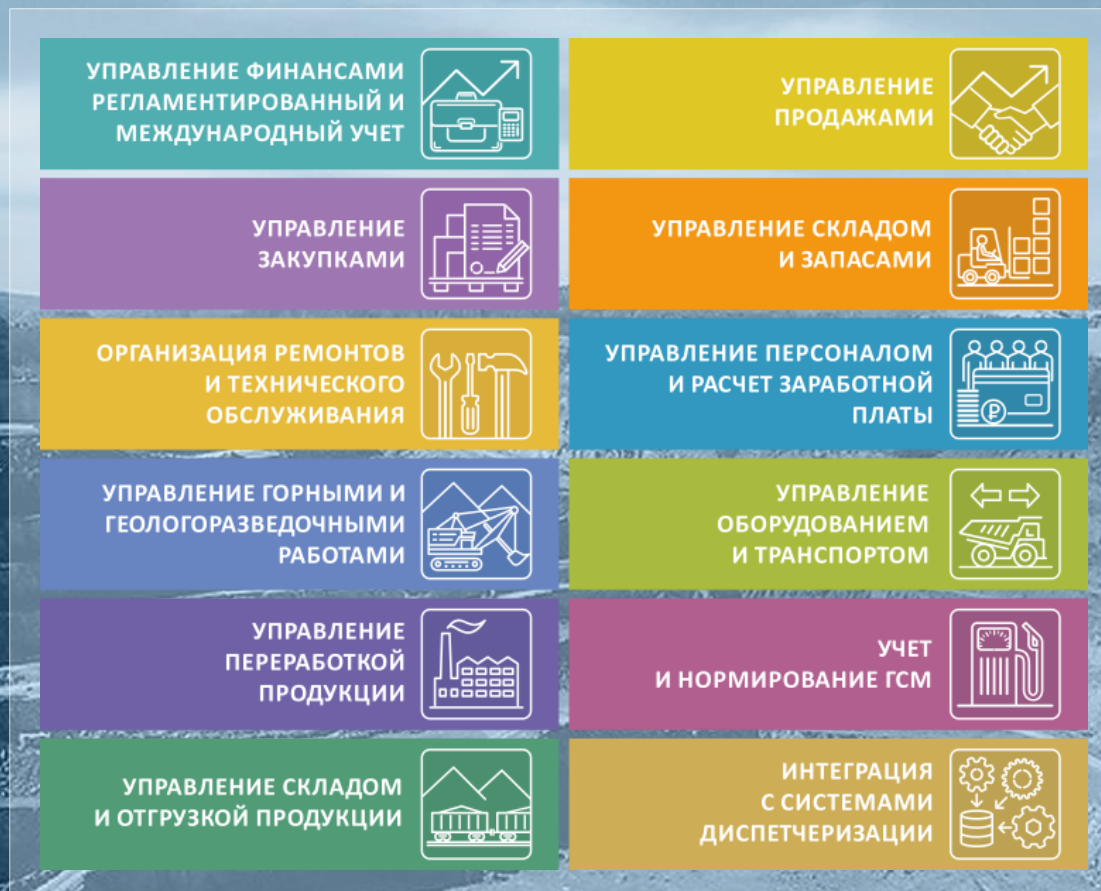 УПРАВЛЕНИЕ ФИНАНСАМИ
РЕГЛАМЕНТИРОВАННЫЙ И
МЕЖДУНАРОДНЫЙ УЧЕТ
УПРАВЛЕНИЕ
ПРОДАЖАМИ
УПРАВЛЕНИЕ
ЗАКУПКАМИ
УПРАВЛЕНИЕ СКЛАДОМ
И ЗАПАСАМИ
ОРГАНИЗАЦИЯ РЕМОНТОВ
И ТЕХНИЧЕСКОГО
ОБСЛУЖИВАНИЯ
УПРАВЛЕНИЕ ПЕРСОНАЛОМ
И РАСЧЕТ ЗАРАБОТНОЙ
ПЛАТЫ
₽
УПРАВЛЕНИЕ ГОРНЫМИ И
ГЕОЛОГОРАЗВЕДОЧНЫМИ
РАБОТАМИ
УПРАВЛЕНИЕ
ОБОРУДОВАНИЕМ
И ТРАНСПОРТОМ
УПРАВЛЕНИЕ
ПЕРЕРАБОТКОЙ
ПРОДУКЦИИ
УЧЕТ
И НОРМИРОВАНИЕ ГСМ
УПРАВЛЕНИЕ СКЛАДОМ
И ОТГРУЗКОЙ ПРОДУКЦИИ
ИНТЕГРАЦИЯ
С СИСТЕМАМИ
ДИСПЕТЧЕРИЗАЦИИ